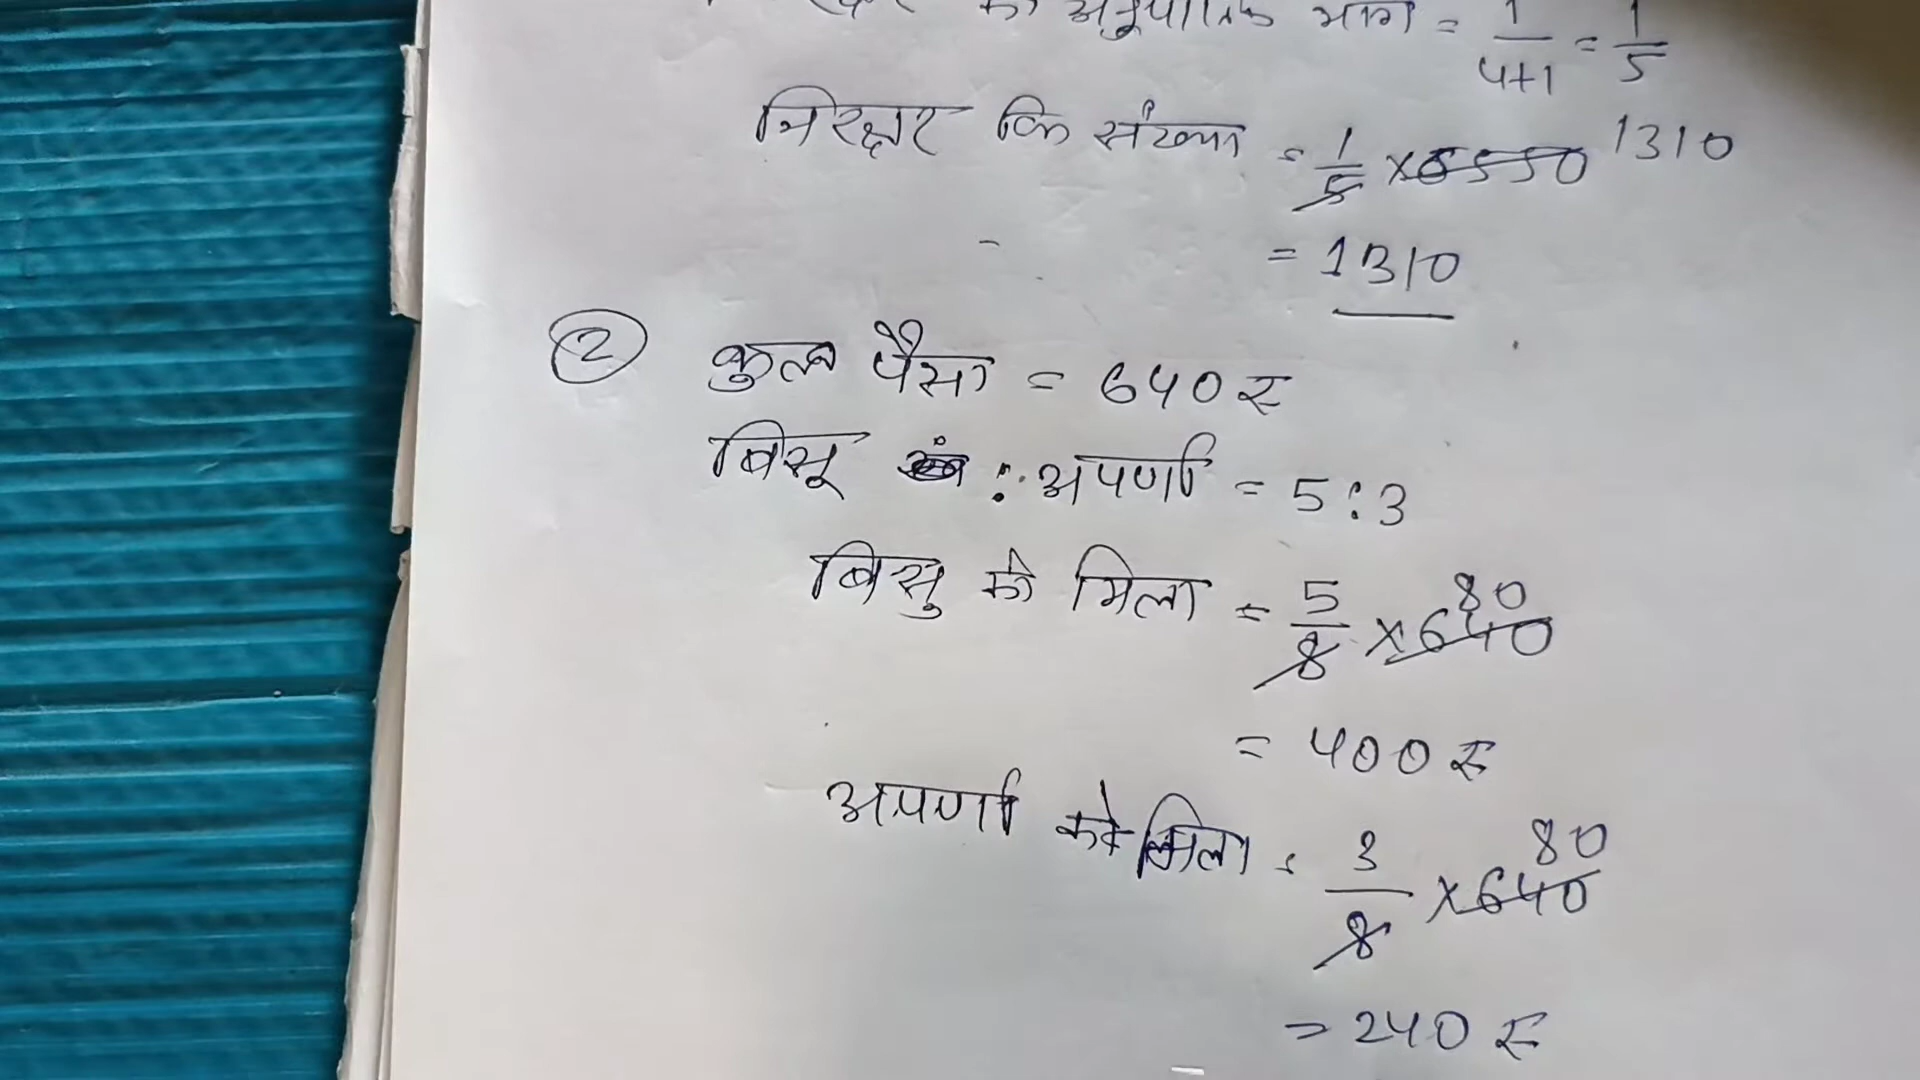 को अनुपातिक भाग = 1/(4+1) = 1/5
निरक्षर कि संख्या = 1/5 × 6550 1310
= 1310
② कुल पैसा = 640 रु
बिसू : अपर्णा = 5:3
बिसु को मिला = 5/8 × 640 80
= 400 रु
अपर्णा को मिला = 3/8 × 640 80
= 240 रु